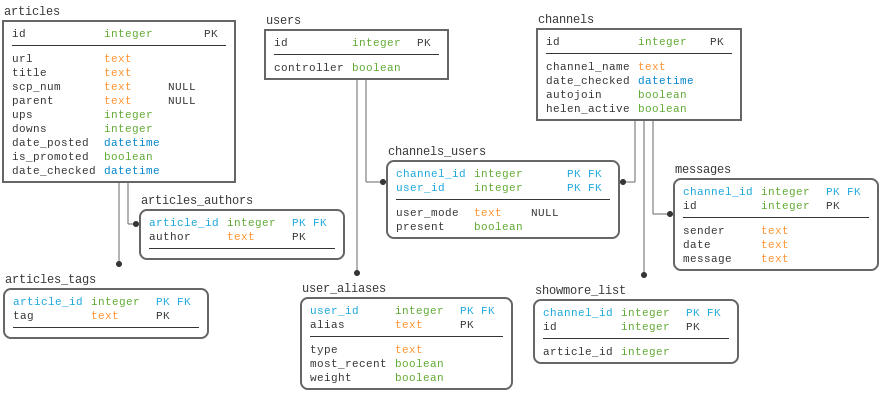 articles
id integer PK
url text
title text
scp_num text NULL
parent text NULL
ups integer
downs integer
date_posted datetime
is_promoted boolean
date_checked datetime
users
id integer PK
controller boolean
channels
id integer PK
channel_name text
date_checked datetime
autojoin boolean
helen_active boolean
channels_users
channel_id integer PK FK
user_id integer PK FK
user_mode text NULL
present boolean
messages
channel_id integer PK FK
id integer PK
sender text
date text
message text
articles_authors
article_id integer PK FK
author text PK
articles_tags
article_id integer PK FK
tag text PK
user_aliases
user_id integer PK FK
alias text PK
type text
most_recent boolean
weight boolean
showmore_list
channel_id integer PK FK
id integer PK
article_id integer